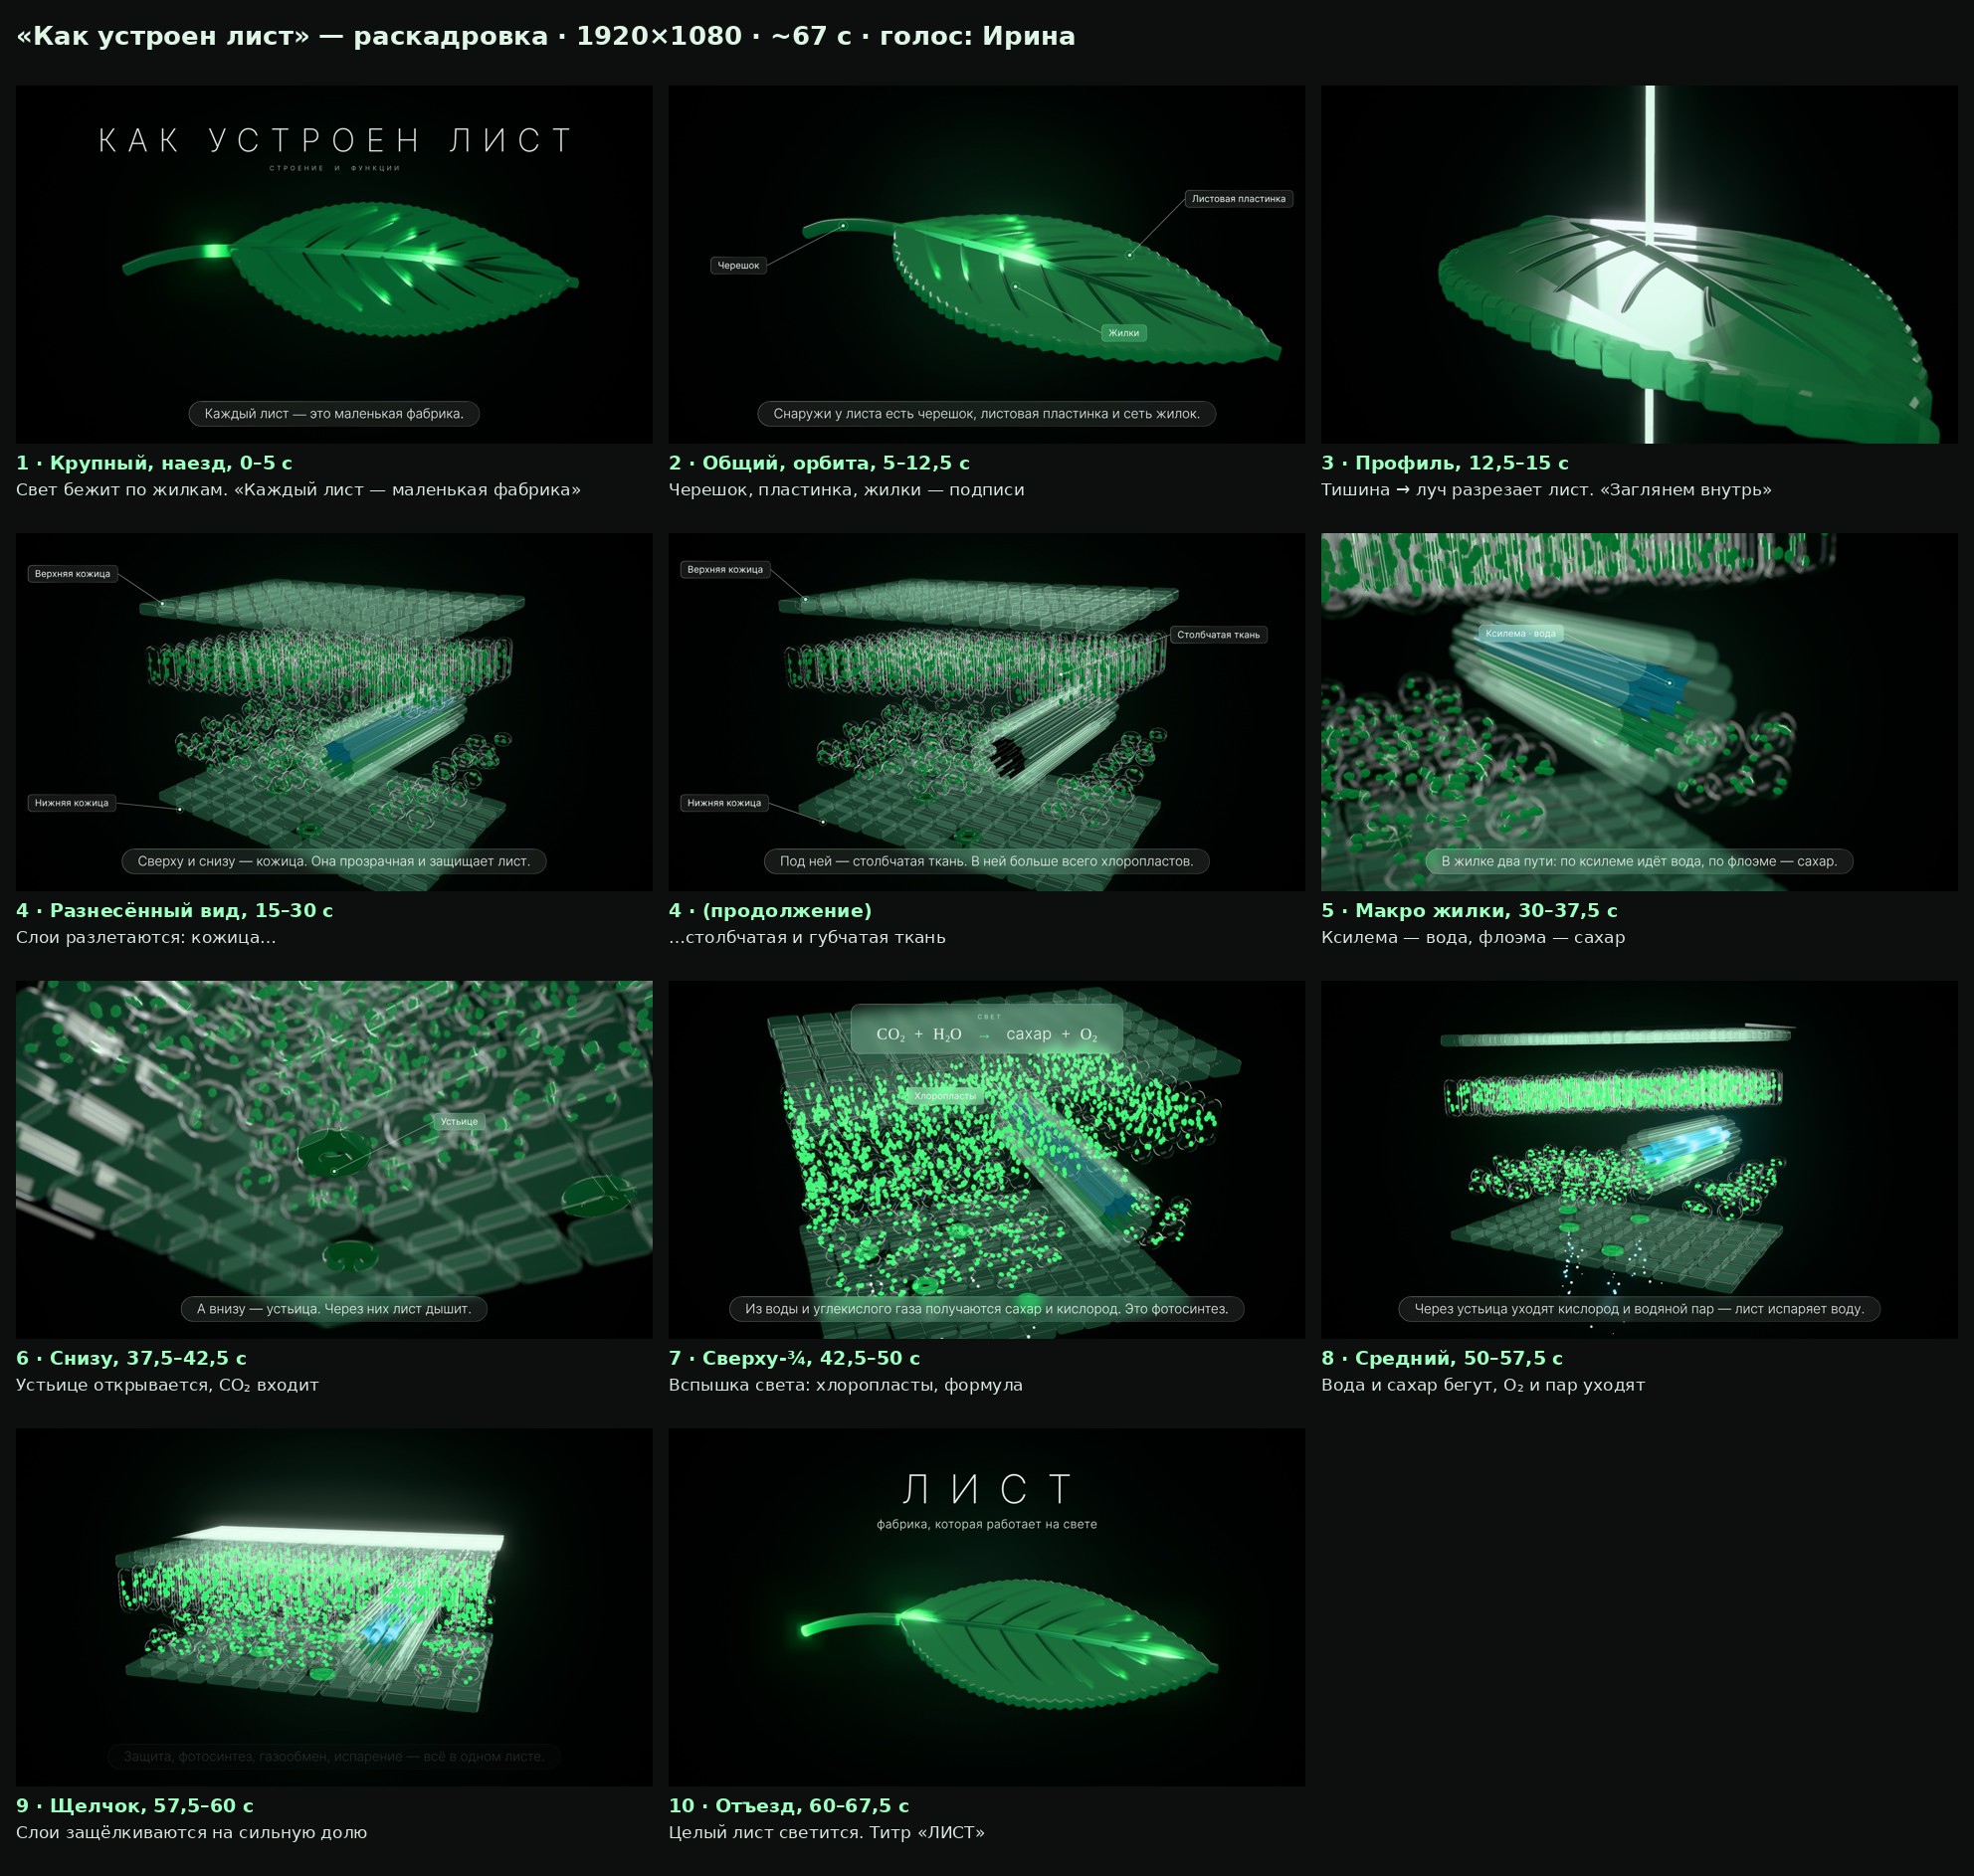 «Как устроен лист» — раскадровка · 1920×1080 · ~67 с · голос: Ирина
КАК УСТРОЕН ЛИСТ
СТРОЕНИЕ И ФУНКЦИИ
Каждый лист — это маленькая фабрика.
1 · Крупный, наезд, 0–5 с
Свет бежит по жилкам. «Каждый лист — маленькая фабрика»
Листовая пластинка
Черешок
Жилки
Снаружи у листа есть черешок, листовая пластинка и сеть жилок.
2 · Общий, орбита, 5–12,5 с
Черешок, пластинка, жилки — подписи
3 · Профиль, 12,5–15 с
Тишина → луч разрезает лист. «Заглянем внутрь»
Верхняя кожица
Нижняя кожица
Сверху и снизу — кожица. Она прозрачная и защищает лист.
4 · Разнесённый вид, 15–30 с
Слои разлетаются: кожица…
Верхняя кожица
Столбчатая ткань
Нижняя кожица
Под ней — столбчатая ткань. В ней больше всего хлоропластов.
4 · (продолжение)
…столбчатая и губчатая ткань
Ксилема · вода
В жилке два пути: по ксилеме идёт вода, по флоэме — сахар.
5 · Макро жилки, 30–37,5 с
Ксилема — вода, флоэма — сахар
Устьице
А внизу — устьица. Через них лист дышит.
6 · Снизу, 37,5–42,5 с
Устьице открывается, CO₂ входит
СВЕТ
CO₂ + H₂O → сахар + O₂
Хлоропласты
Из воды и углекислого газа получаются сахар и кислород. Это фотосинтез.
7 · Сверху-¾, 42,5–50 с
Вспышка света: хлоропласты, формула
Через устьица уходят кислород и водяной пар — лист испаряет воду.
8 · Средний, 50–57,5 с
Вода и сахар бегут, O₂ и пар уходят
Защита, фотосинтез, газообмен, испарение — всё в одном листе.
9 · Щелчок, 57,5–60 с
Слои защёлкиваются на сильную долю
ЛИСТ
фабрика, которая работает на свете
10 · Отъезд, 60–67,5 с
Целый лист светится. Титр «ЛИСТ»